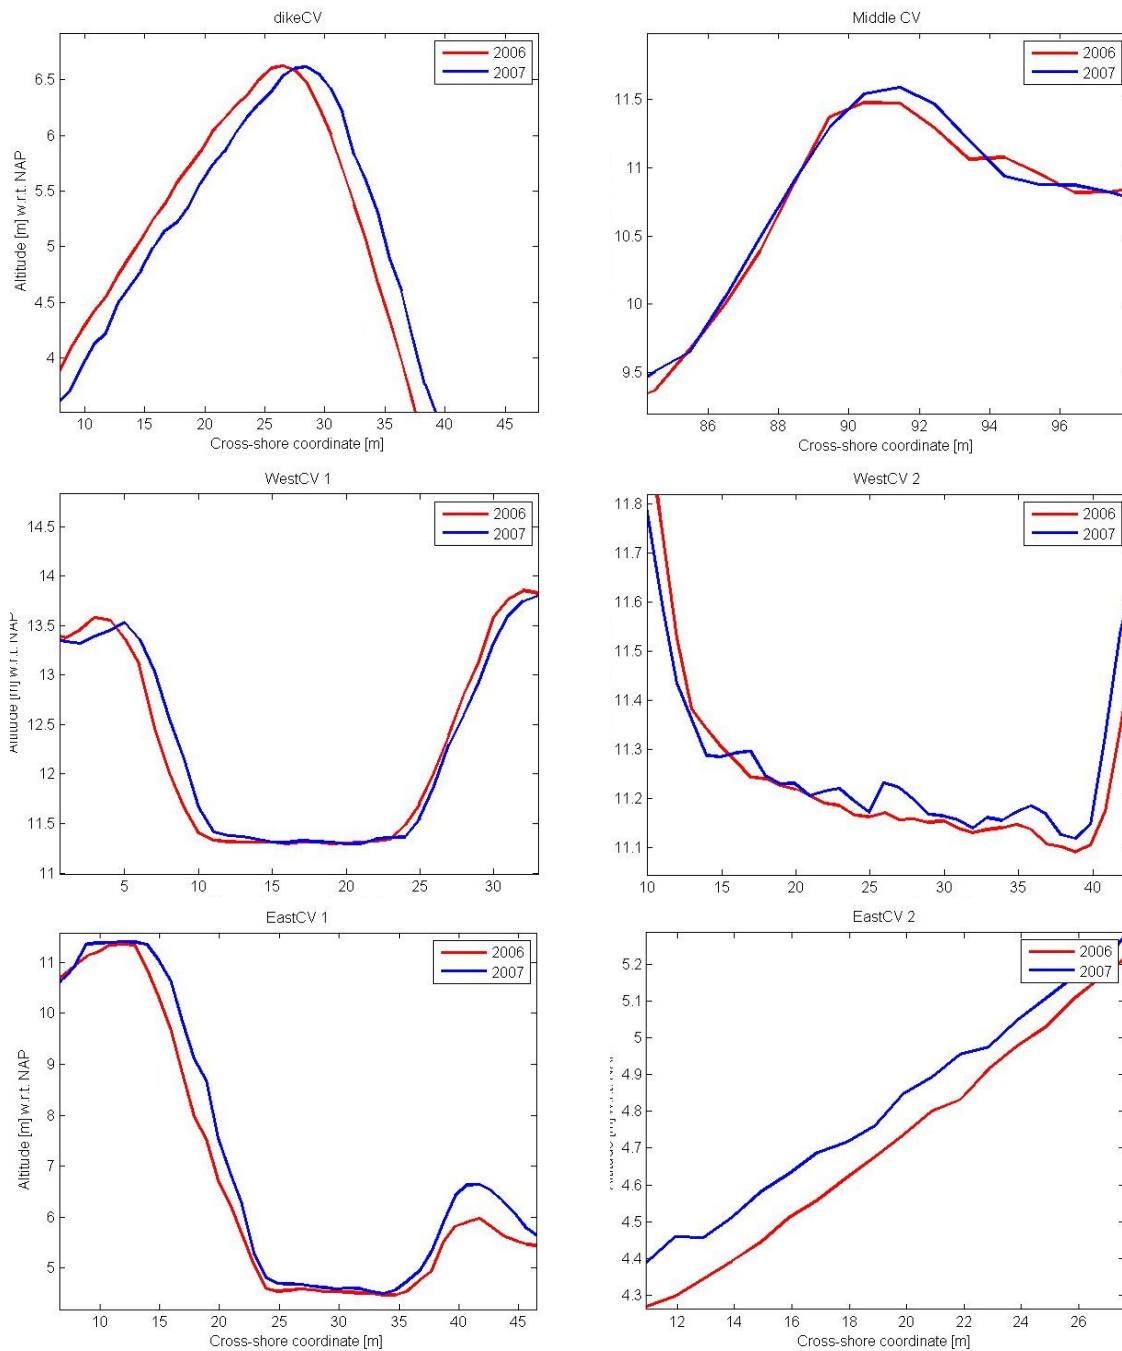 dikeCV
2006
2007
6.5
6
5.5
5
4.5
4
Altitude [m] w.r.t. NAP
10 15 20 25 30 35 40 45
Cross-shore coordinate [m]
Middle CV
2006
2007
11.5
11
10.5
10
9.5
86 88 90 92 94 96
Cross-shore coordinate [m]
WestCV 1
2006
2007
14.5
14
13.5
13
12.5
12
11.5
11
Altitude [m] w.r.t. NAP
5 10 15 20 25 30
WestCV 2
2006
2007
11.8
11.7
11.6
11.5
11.4
11.3
11.2
11.1
10 15 20 25 30 35 40
EastCV 1
2006
2007
11
10
9
8
7
6
5
Altitude [m] w.r.t. NAP
10 15 20 25 30 35 40 45
Cross-shore coordinate [m]
EastCV 2
2006
2007
5.2
5.1
5
4.9
4.8
4.7
4.6
4.5
4.4
4.3
Altitude [m] w.r.t. NAP
12 14 16 18 20 22 24 26
Cross-shore coordinate [m]